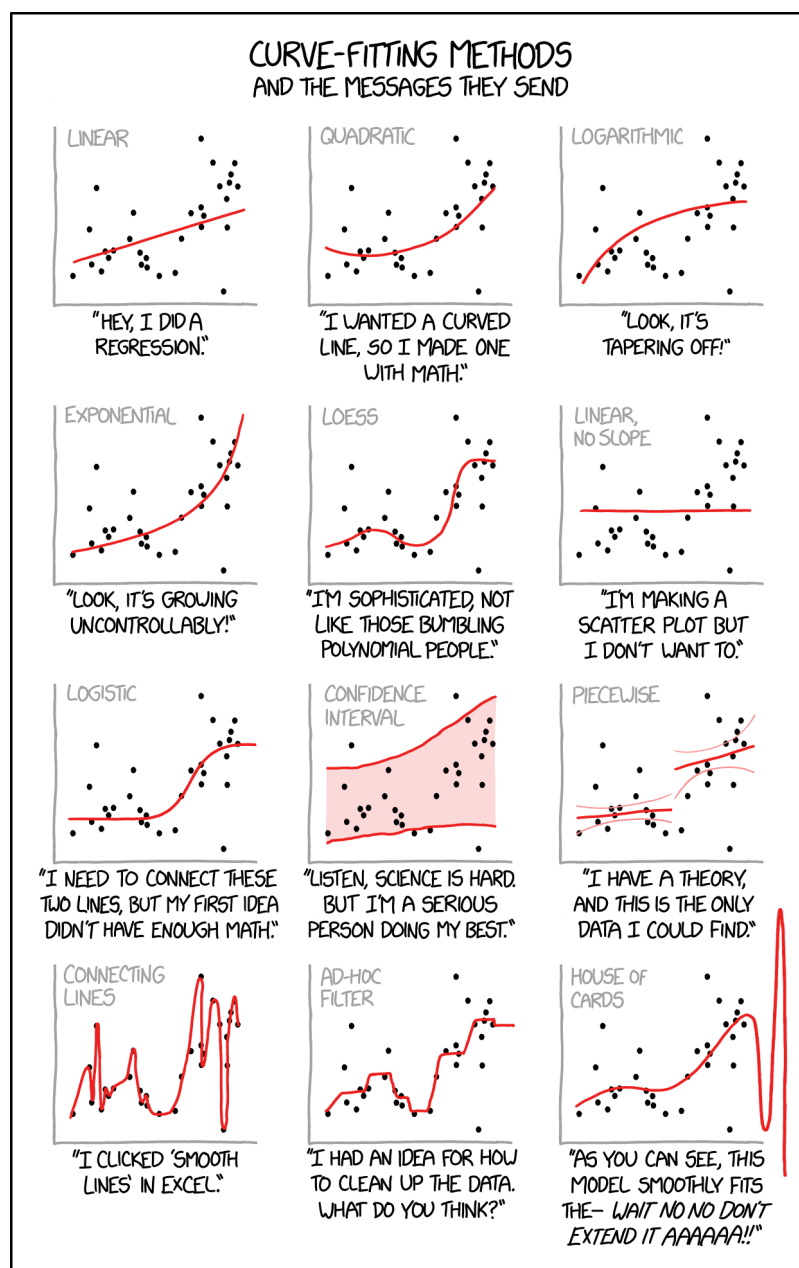 CURVE-FITTING METHODS
AND THE MESSAGES THEY SEND
LINEAR
"HEY, I DID A
REGRESSION."
QUADRATIC
"I WANTED A CURVED
LINE, SO I MADE ONE
WITH MATH."
LOGARITHMIC
"LOOK, IT'S
TAPERING OFF!"
EXPONENTIAL
"LOOK, IT'S GROWING
UNCONTROLLABLY!"
LOESS
"I'M SOPHISTICATED, NOT
LIKE THOSE BUMBLING
POLYNOMIAL PEOPLE."
LINEAR,
NO SLOPE
"I'M MAKING A
SCATTER PLOT BUT
I DON'T WANT TO."
LOGISTIC
"I NEED TO CONNECT THESE
TWO LINES, BUT MY FIRST IDEA
DIDN'T HAVE ENOUGH MATH."
CONFIDENCE
INTERVAL
"LISTEN, SCIENCE IS HARD.
BUT I'M A SERIOUS
PERSON DOING MY BEST."
PIECEWISE
"I HAVE A THEORY,
AND THIS IS THE ONLY
DATA I COULD FIND."
CONNECTING
LINES
"I CLICKED 'SMOOTH
LINES' IN EXCEL."
AD-HOC
FILTER
"I HAD AN IDEA FOR HOW
TO CLEAN UP THE DATA.
WHAT DO YOU THINK?"
HOUSE OF
CARDS
"AS YOU CAN SEE, THIS
MODEL SMOOTHLY FITS
THE— WAIT NO NO DON'T
EXTEND IT AAAAAA!!"